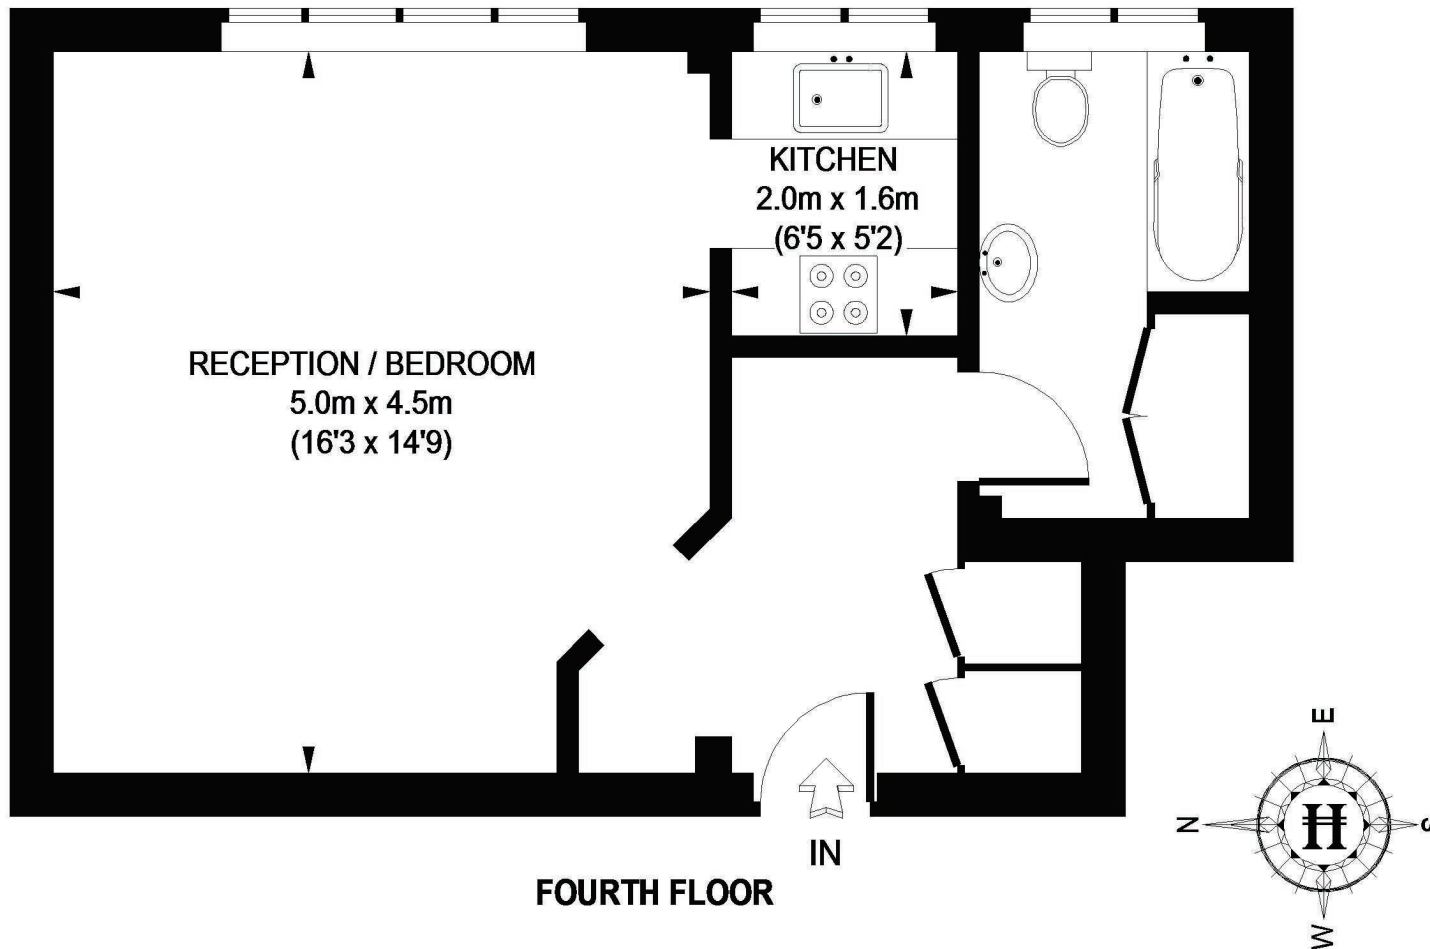 KITCHEN
2.0m x 1.6m
(6'5 x 5'2)
RECEPTION / BEDROOM
5.0m x 4.5m
(16'3 x 14'9)
IN
FOURTH FLOOR
E
N
H
S
W